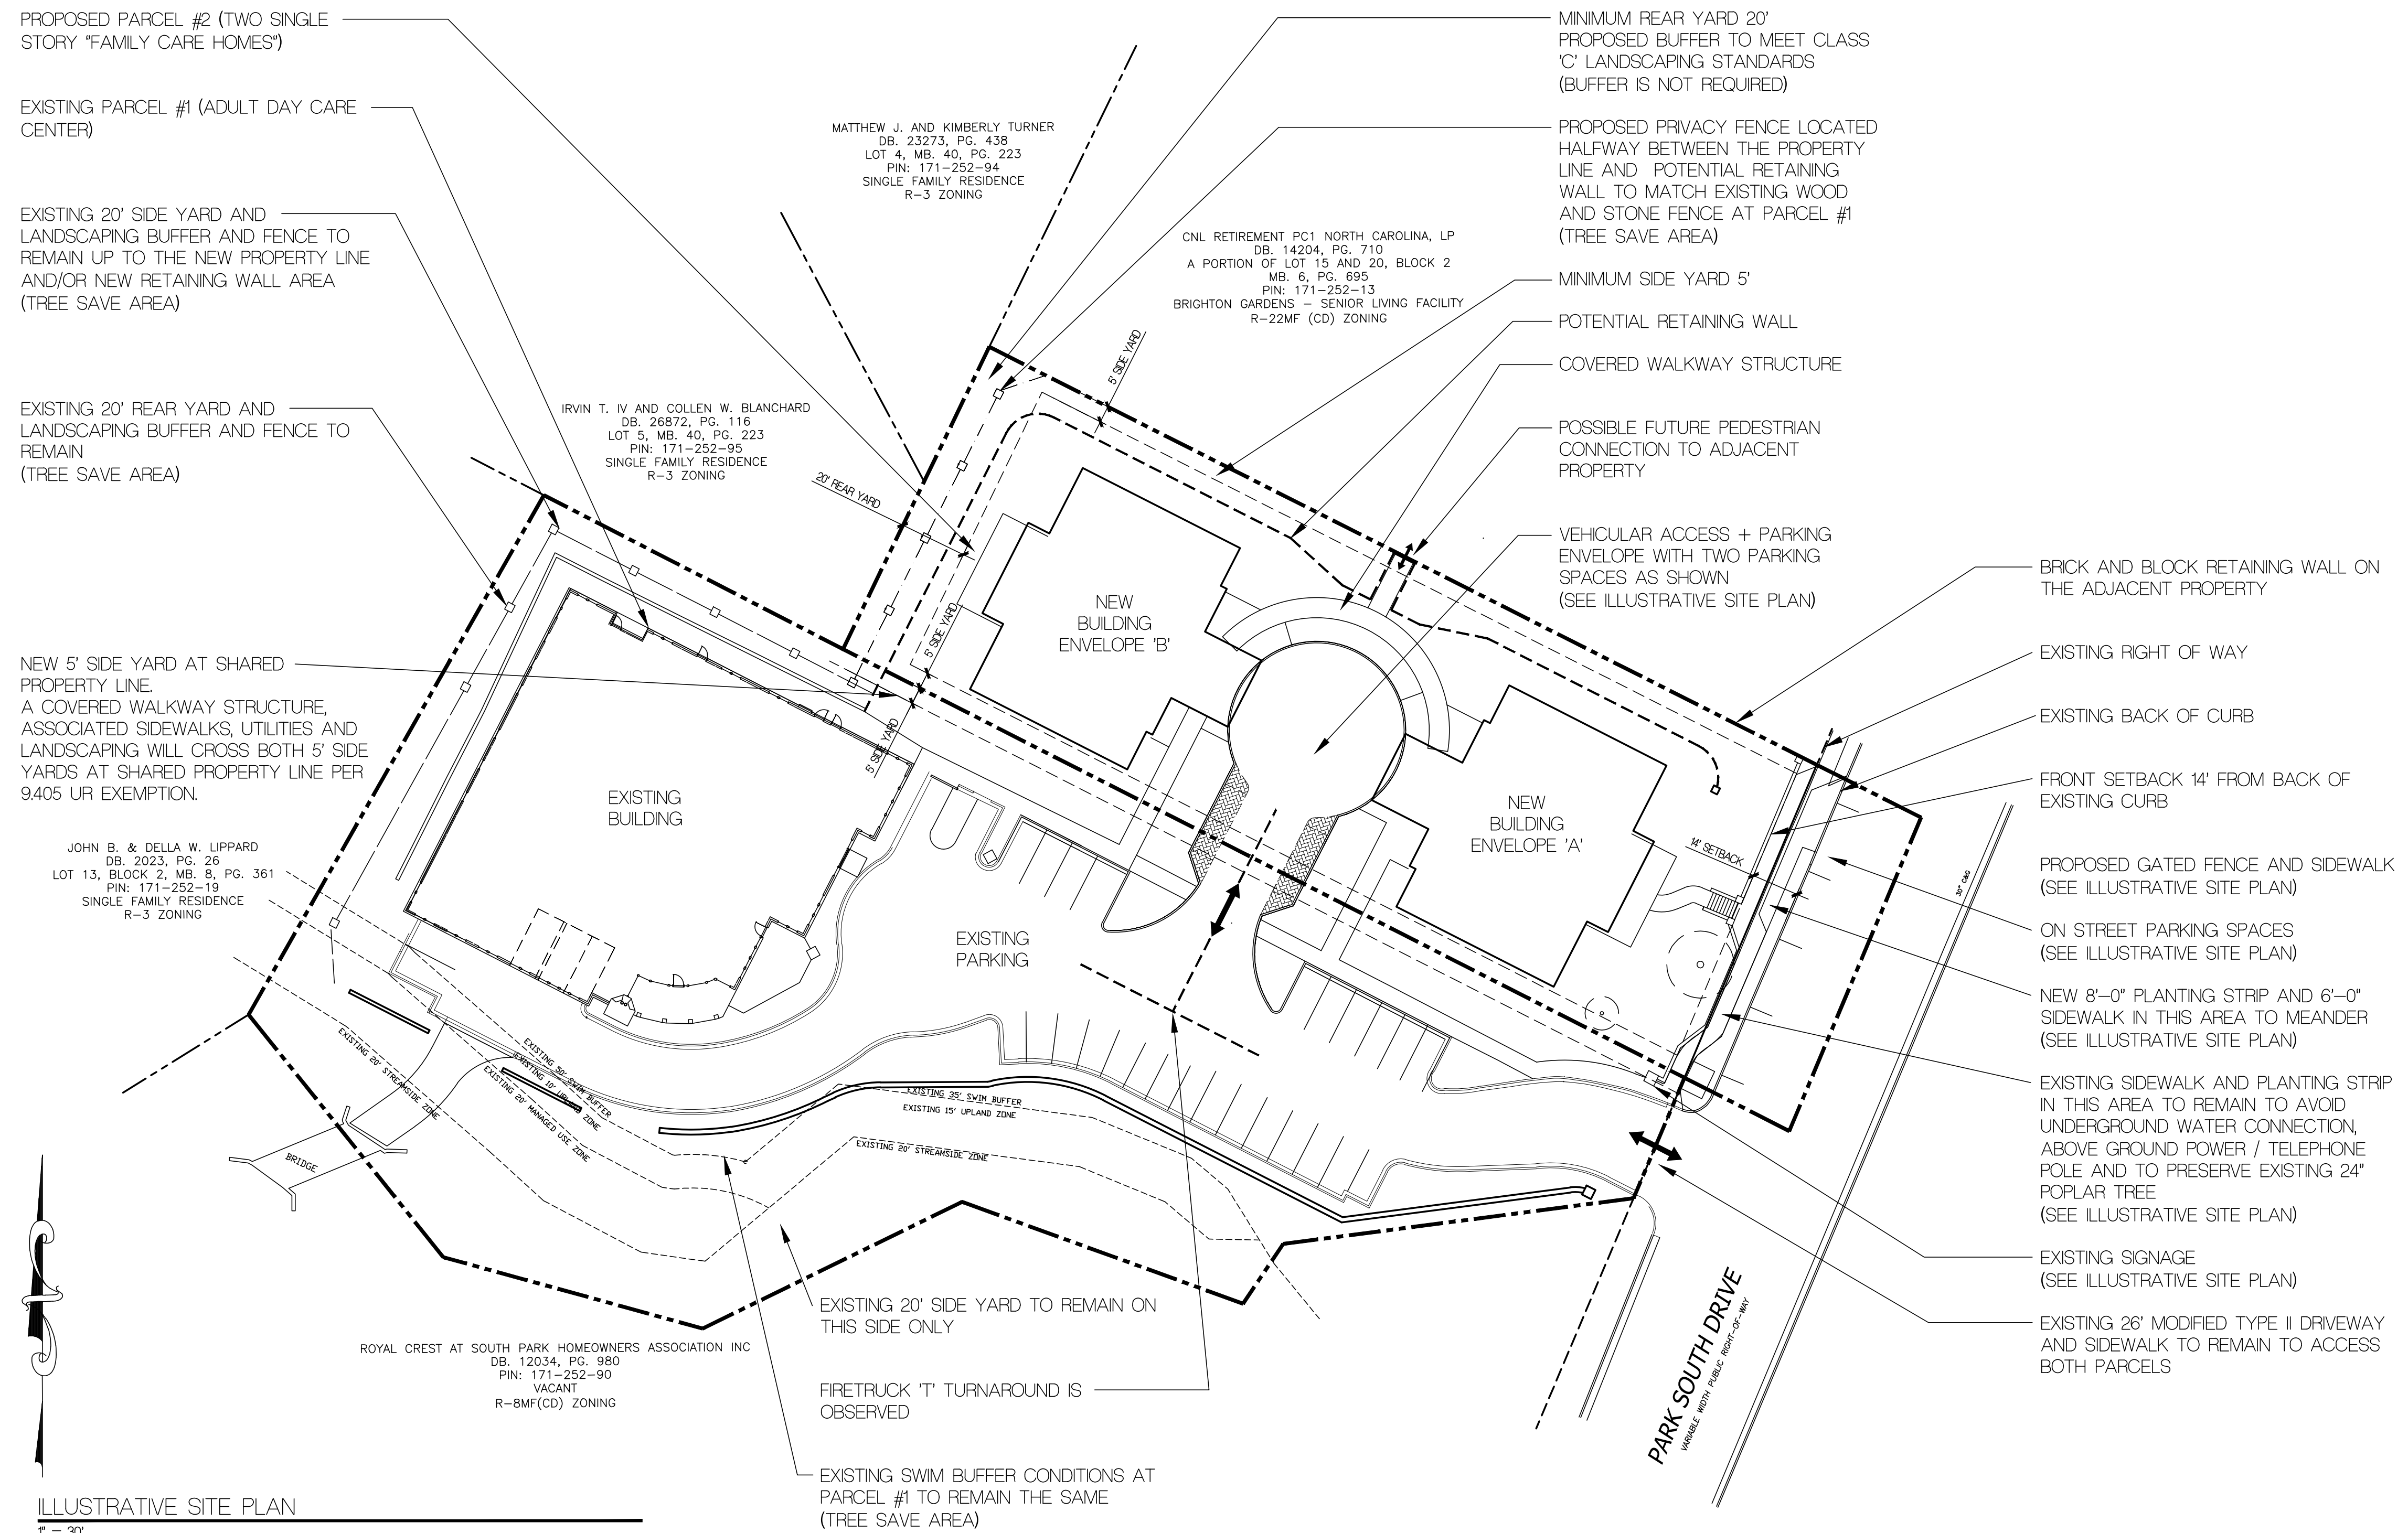 PROPOSED PARCEL #2 (TWO SINGLE
STORY "FAMILY CARE HOMES")
EXISTING PARCEL #1 (ADULT DAY CARE
CENTER)
EXISTING 20' SIDE YARD AND
LANDSCAPING BUFFER AND FENCE TO
REMAIN UP TO THE NEW PROPERTY LINE
AND/OR NEW RETAINING WALL AREA
(TREE SAVE AREA)
EXISTING 20' REAR YARD AND
LANDSCAPING BUFFER AND FENCE TO
REMAIN
(TREE SAVE AREA)
NEW 5' SIDE YARD AT SHARED
PROPERTY LINE.
A COVERED WALKWAY STRUCTURE,
ASSOCIATED SIDEWALKS, UTILITIES AND
LANDSCAPING WILL CROSS BOTH 5' SIDE
YARDS AT SHARED PROPERTY LINE PER
9.405 UR EXEMPTION.
JOHN B. & DELLA W. LIPPARD
DB. 2023, PG. 26
LOT 13, BLOCK 2, MB. 8, PG. 361
PIN: 171-252-19
SINGLE FAMILY RESIDENCE
R-3 ZONING
MATTHEW J. AND KIMBERLY TURNER
DB. 23273, PG. 438
LOT 4, MB. 40, PG. 223
PIN: 171-252-94
SINGLE FAMILY RESIDENCE
R-3 ZONING
CNL RETIREMENT PC1 NORTH CAROLINA, LP
DB. 14204, PG. 710
A PORTION OF LOT 15 AND 20, BLOCK 2
MB. 6, PG. 695
PIN: 171-252-13
BRIGHTON GARDENS - SENIOR LIVING FACILITY
R-22MF (CD) ZONING
IRVIN T. IV AND COLLEN W. BLANCHARD
DB. 26872, PG. 116
LOT 5, MB. 40, PG. 223
PIN: 171-252-95
SINGLE FAMILY RESIDENCE
R-3 ZONING
20' REAR YARD
5' SIDE YARD
5' SIDE YARD
5' SIDE YARD
NEW
BUILDING
ENVELOPE 'B'
NEW
BUILDING
ENVELOPE 'A'
EXISTING
BUILDING
EXISTING
PARKING
14' SETBACK
30" C&G
EXISTING 50' SWIM BUFFER
EXISTING 10' UPLAND ZONE
EXISTING 20' MANAGED USE ZONE
EXISTING 20' STREAMSIDE ZONE
EXISTING 35' SWIM BUFFER
EXISTING 15' UPLAND ZONE
EXISTING 20' STREAMSIDE ZONE
BRIDGE
MINIMUM REAR YARD 20'
PROPOSED BUFFER TO MEET CLASS
'C' LANDSCAPING STANDARDS
(BUFFER IS NOT REQUIRED)
PROPOSED PRIVACY FENCE LOCATED
HALFWAY BETWEEN THE PROPERTY
LINE AND POTENTIAL RETAINING
WALL TO MATCH EXISTING WOOD
AND STONE FENCE AT PARCEL #1
(TREE SAVE AREA)
MINIMUM SIDE YARD 5'
POTENTIAL RETAINING WALL
COVERED WALKWAY STRUCTURE
POSSIBLE FUTURE PEDESTRIAN
CONNECTION TO ADJACENT
PROPERTY
VEHICULAR ACCESS + PARKING
ENVELOPE WITH TWO PARKING
SPACES AS SHOWN
(SEE ILLUSTRATIVE SITE PLAN)
BRICK AND BLOCK RETAINING WALL ON
THE ADJACENT PROPERTY
EXISTING RIGHT OF WAY
EXISTING BACK OF CURB
FRONT SETBACK 14' FROM BACK OF
EXISTING CURB
PROPOSED GATED FENCE AND SIDEWALK
(SEE ILLUSTRATIVE SITE PLAN)
ON STREET PARKING SPACES
(SEE ILLUSTRATIVE SITE PLAN)
NEW 8'-0" PLANTING STRIP AND 6'-0"
SIDEWALK IN THIS AREA TO MEANDER
(SEE ILLUSTRATIVE SITE PLAN)
EXISTING SIDEWALK AND PLANTING STRIP
IN THIS AREA TO REMAIN TO AVOID
UNDERGROUND WATER CONNECTION,
ABOVE GROUND POWER / TELEPHONE
POLE AND TO PRESERVE EXISTING 24"
POPLAR TREE
(SEE ILLUSTRATIVE SITE PLAN)
EXISTING SIGNAGE
(SEE ILLUSTRATIVE SITE PLAN)
EXISTING 26' MODIFIED TYPE II DRIVEWAY
AND SIDEWALK TO REMAIN TO ACCESS
BOTH PARCELS
PARK SOUTH DRIVE
VARIABLE WIDTH PUBLIC RIGHT-OF-WAY
EXISTING 20' SIDE YARD TO REMAIN ON
THIS SIDE ONLY
FIRETRUCK 'T' TURNAROUND IS
OBSERVED
EXISTING SWIM BUFFER CONDITIONS AT
PARCEL #1 TO REMAIN THE SAME
(TREE SAVE AREA)
ROYAL CREST AT SOUTH PARK HOMEOWNERS ASSOCIATION INC
DB. 12034, PG. 980
PIN: 171-252-90
VACANT
R-8MF(CD) ZONING
ILLUSTRATIVE SITE PLAN
1" = 30'